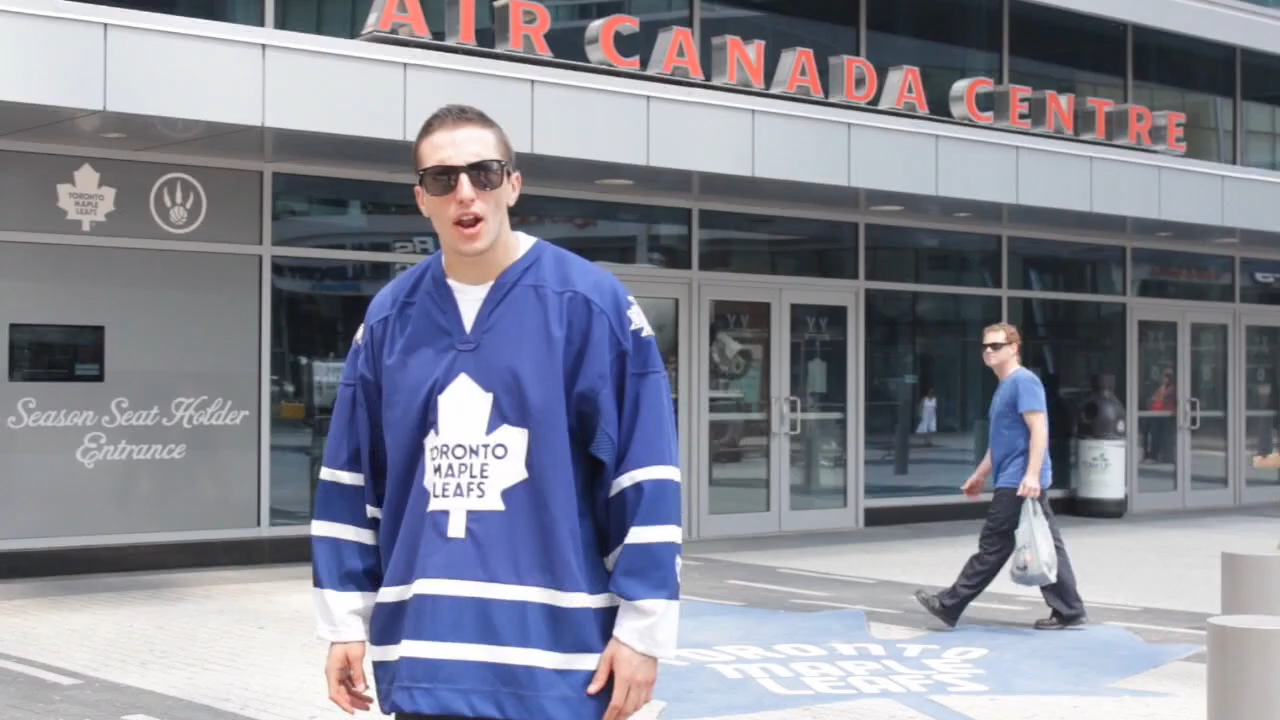 AIR CANADA CENTRE
TORONTO
MAPLE
LEAFS
Season Seat Holder
Entrance
TORONTO
MAPLE
LEAFS
TORONTO
MAPLE LEAFS